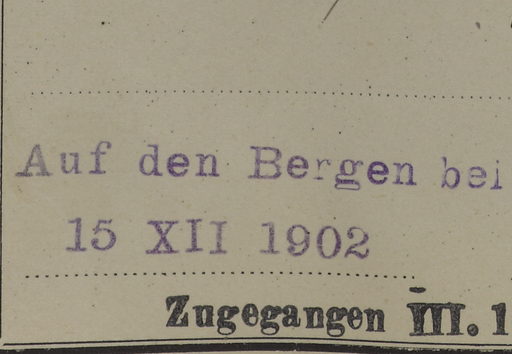 Auf den Bergen bei
15 XII 1902
Zugegangen III. 1